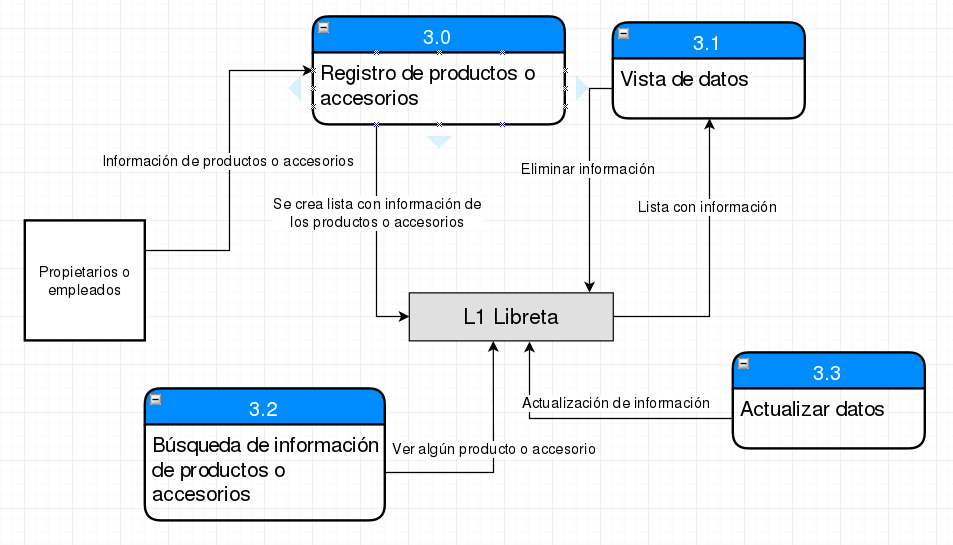 3.0
Registro de productos o
accesorios
3.1
Vista de datos
Información de productos o accesorios
Eliminar información
Se crea lista con información de
los productos o accesorios
Lista con información
Propietarios o
empleados
L1 Libreta
3.2
Búsqueda de información
de productos o
accesorios
Ver algún producto o accesorio
Actualización de información
3.3
Actualizar datos